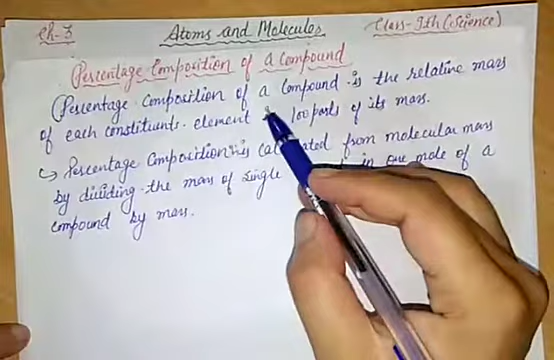 Ch-3 Atoms and Molecules Class-9th (Science)
Percentage Composition of a Compound
Percentage Composition of a Compound is the relative mass
of each constituents element 100 parts of its mass.
↪ Percentage Composition is calculated from molecular mass
by dividing the mass of single in one mole of a
compound by mass.